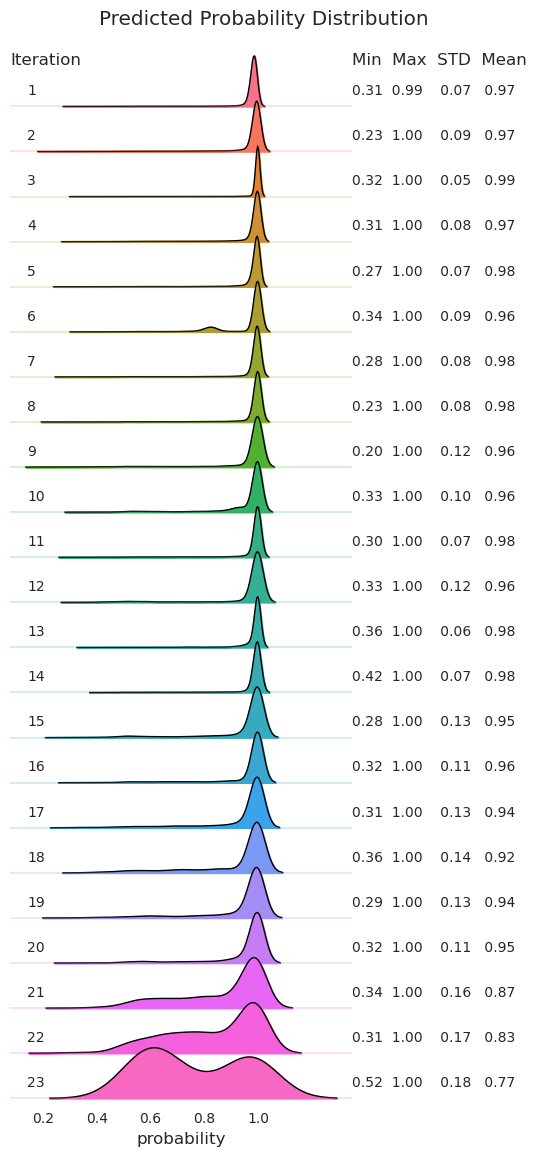 Predicted Probability Distribution
Iteration Min Max STD Mean
1 0.31 0.99 0.07 0.97
2 0.23 1.00 0.09 0.97
3 0.32 1.00 0.05 0.99
4 0.31 1.00 0.08 0.97
5 0.27 1.00 0.07 0.98
6 0.34 1.00 0.09 0.96
7 0.28 1.00 0.08 0.98
8 0.23 1.00 0.08 0.98
9 0.20 1.00 0.12 0.96
10 0.33 1.00 0.10 0.96
11 0.30 1.00 0.07 0.98
12 0.33 1.00 0.12 0.96
13 0.36 1.00 0.06 0.98
14 0.42 1.00 0.07 0.98
15 0.28 1.00 0.13 0.95
16 0.32 1.00 0.11 0.96
17 0.31 1.00 0.13 0.94
18 0.36 1.00 0.14 0.92
19 0.29 1.00 0.13 0.94
20 0.32 1.00 0.11 0.95
21 0.34 1.00 0.16 0.87
22 0.31 1.00 0.17 0.83
23 0.52 1.00 0.18 0.77
0.2 0.4 0.6 0.8 1.0
probability